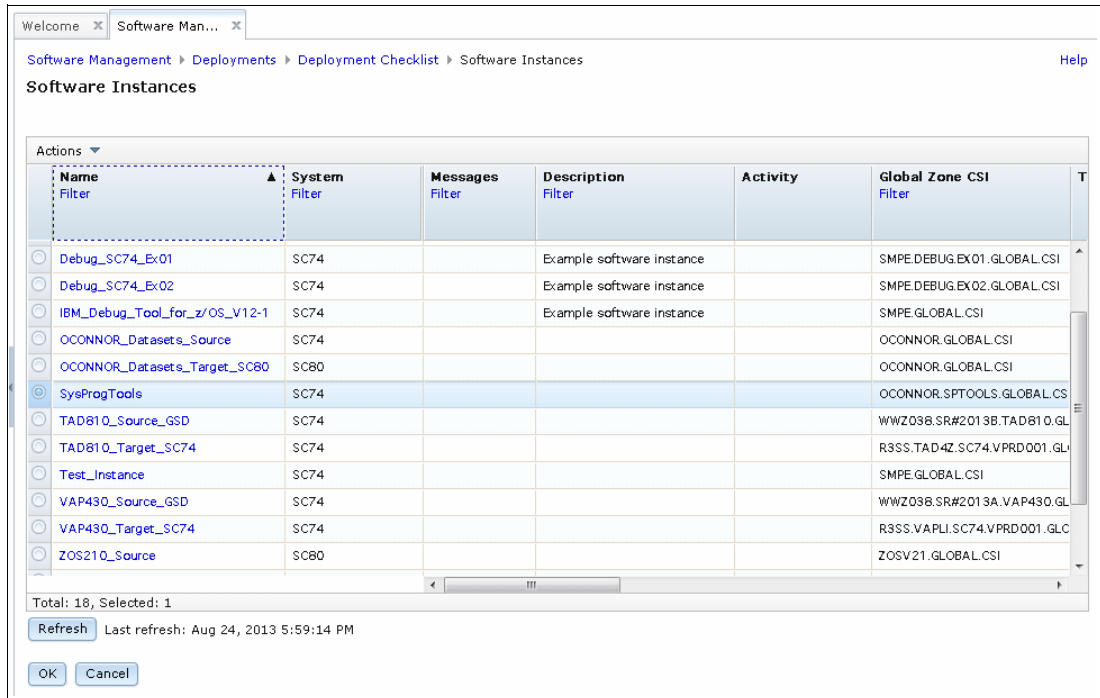 Welcome X Software Man... X
Software Management Deployments Deployment Checklist Software Instances Help
Software Instances
Actions
Name System Messages Description Activity Global Zone CSI T
Filter Filter Filter Filter Filter
Debug_SC74_Ex01 SC74 Example software instance SMPE.DEBUG.EX01.GLOBAL.CSI
Debug_SC74_Ex02 SC74 Example software instance SMPE.DEBUG.EX02.GLOBAL.CSI
IBM_Debug_Tool_for_z/OS_V12-1 SC74 Example software instance SMPE.GLOBAL.CSI
OCONNOR_Datasets_Source SC74 OCONNOR.GLOBAL.CSI
OCONNOR_Datasets_Target_SC80 SC80 OCONNOR.GLOBAL.CSI
SysProgTools SC74 OCONNOR.SPTOOLS.GLOBAL.CS
TAD810_Source_GSD SC74 WWZ038.SR#2013B.TAD810.GL
TAD810_Target_SC74 SC74 R3SS.TAD4Z.SC74.VPRD001.GL
Test_Instance SC74 SMPE.GLOBAL.CSI
VAP430_Source_GSD SC74 WWZ038.SR#2013A.VAP430.GL
VAP430_Target_SC74 SC74 R3SS.VAPLI.SC74.VPRD001.GLC
ZOS210_Source SC80 ZOSV21.GLOBAL.CSI
Total: 18, Selected: 1
Refresh Last refresh: Aug 24, 2013 5:59:14 PM
OK Cancel